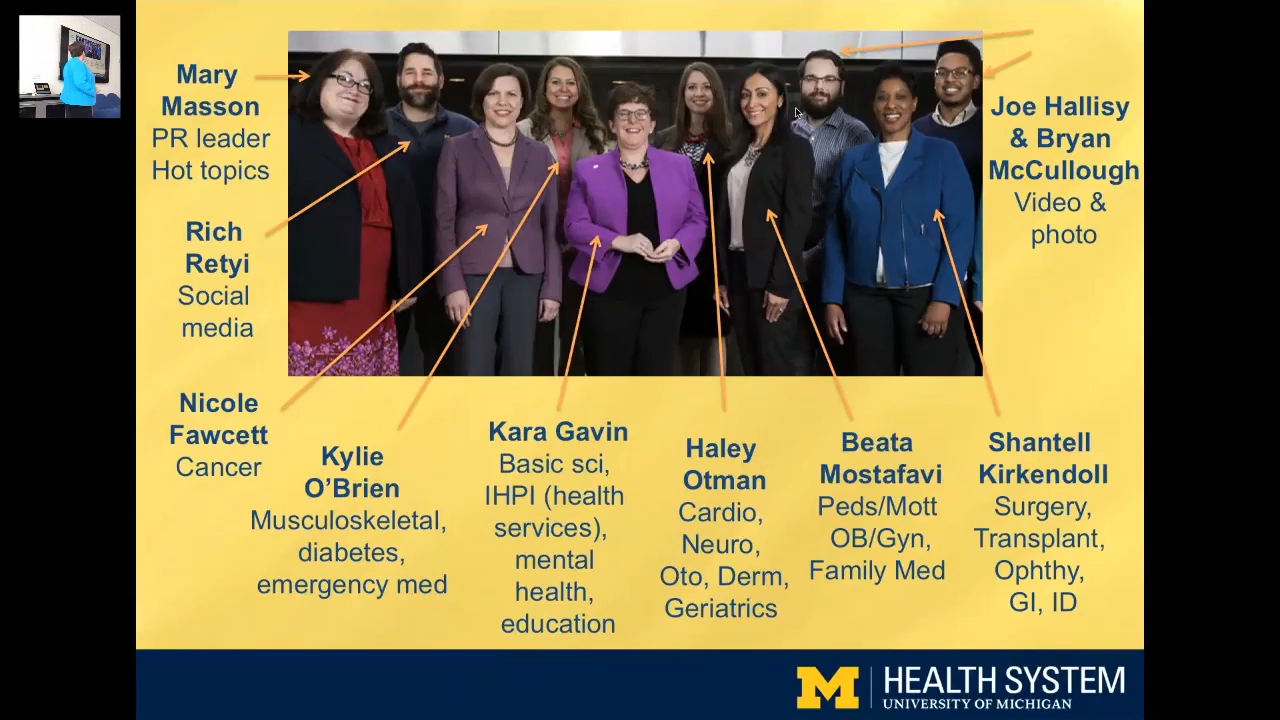 Mary
Masson
PR leader
Hot topics
Rich
Retyi
Social
media
Nicole
Fawcett
Cancer
Kylie
O’Brien
Musculoskeletal,
diabetes,
emergency med
Kara Gavin
Basic sci,
IHPI (health
services),
mental
health,
education
Haley
Otman
Cardio,
Neuro,
Oto, Derm,
Geriatrics
Beata
Mostafavi
Peds/Mott
OB/Gyn,
Family Med
Shantell
Kirkendoll
Surgery,
Transplant,
Ophthy,
GI, ID
Joe Hallisy
& Bryan
McCullough
Video &
photo
M
HEALTH SYSTEM
UNIVERSITY OF MICHIGAN